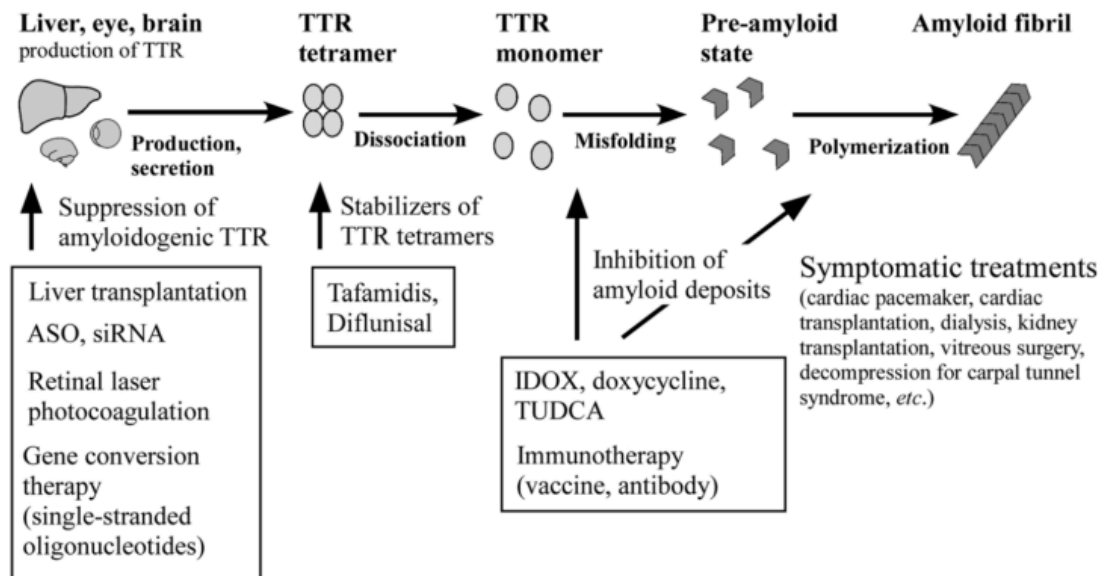 Liver, eye, brain
production of TTR
TTR
tetramer
TTR
monomer
Pre-amyloid
state
Amyloid fibril
Production,
secretion
Dissociation
Misfolding
Polymerization
Suppression of
amyloidogenic TTR
Stabilizers of
TTR tetramers
Inhibition of
amyloid deposits
Liver transplantation
ASO, siRNA
Retinal laser
photocoagulation
Gene conversion
therapy
(single-stranded
oligonucleotides)
Tafamidis,
Diflunisal
IDOX, doxycycline,
TUDCA
Immunotherapy
(vaccine, antibody)
Symptomatic treatments
(cardiac pacemaker, cardiac
transplantation, dialysis, kidney
transplantation, vitreous surgery,
decompression for carpal tunnel
syndrome, etc.)